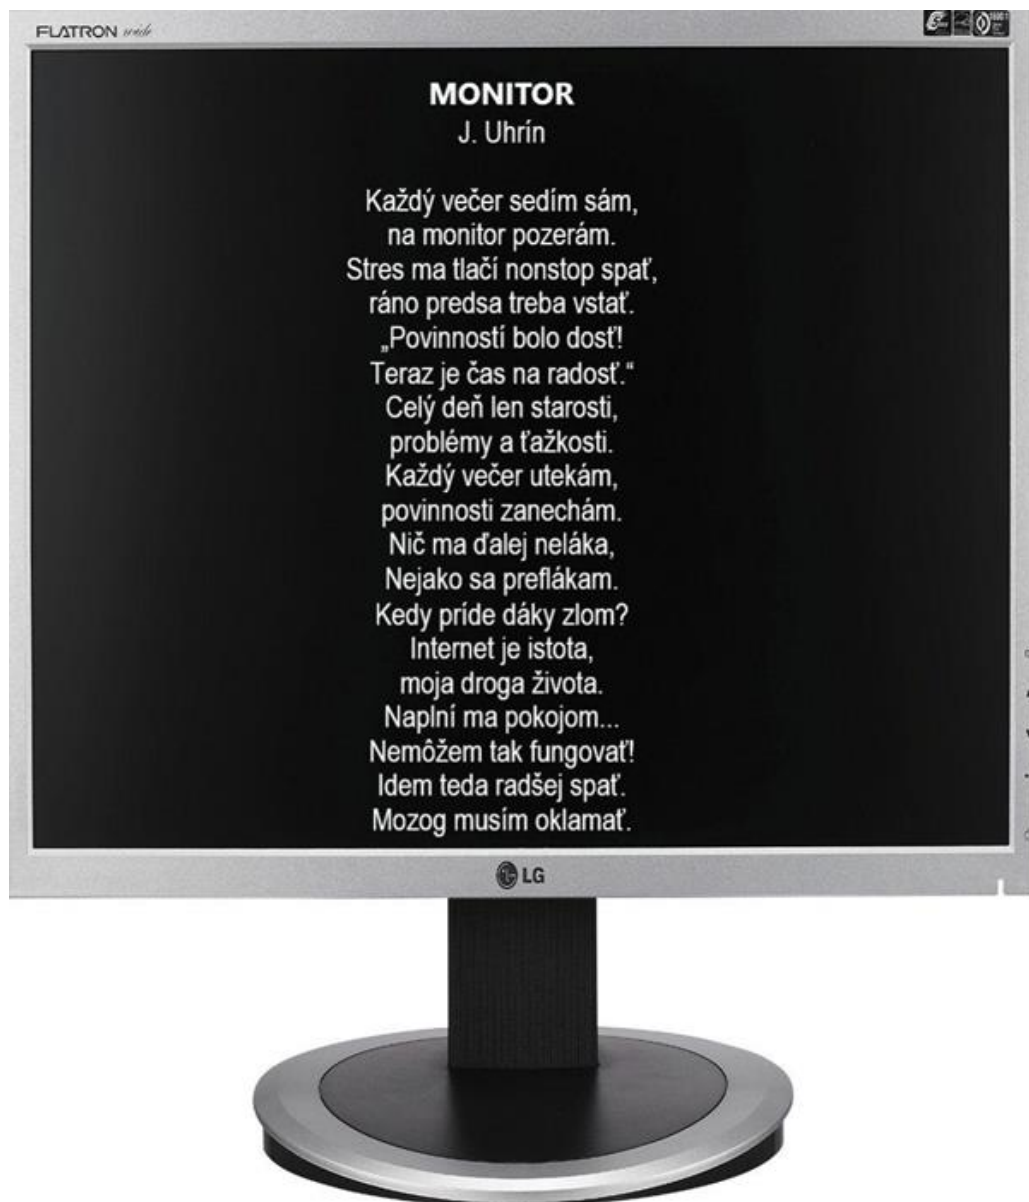 FLATRON wide
MONITOR
J. Uhrín
Každý večer sedím sám,
na monitor pozerám.
Stres ma tlačí nonstop spať,
ráno predsa treba vstať.
„Povinností bolo dosť!
Teraz je čas na radosť.“
Celý deň len starosti,
problémy a ťažkosti.
Každý večer utekám,
povinnosti zanechám.
Nič ma ďalej neláka,
Nejako sa preflákam.
Kedy príde dáky zlom?
Internet je istota,
moja droga života.
Naplní ma pokojom...
Nemôžem tak fungovať!
Idem teda radšej spať.
Mozog musím oklamať.
LG